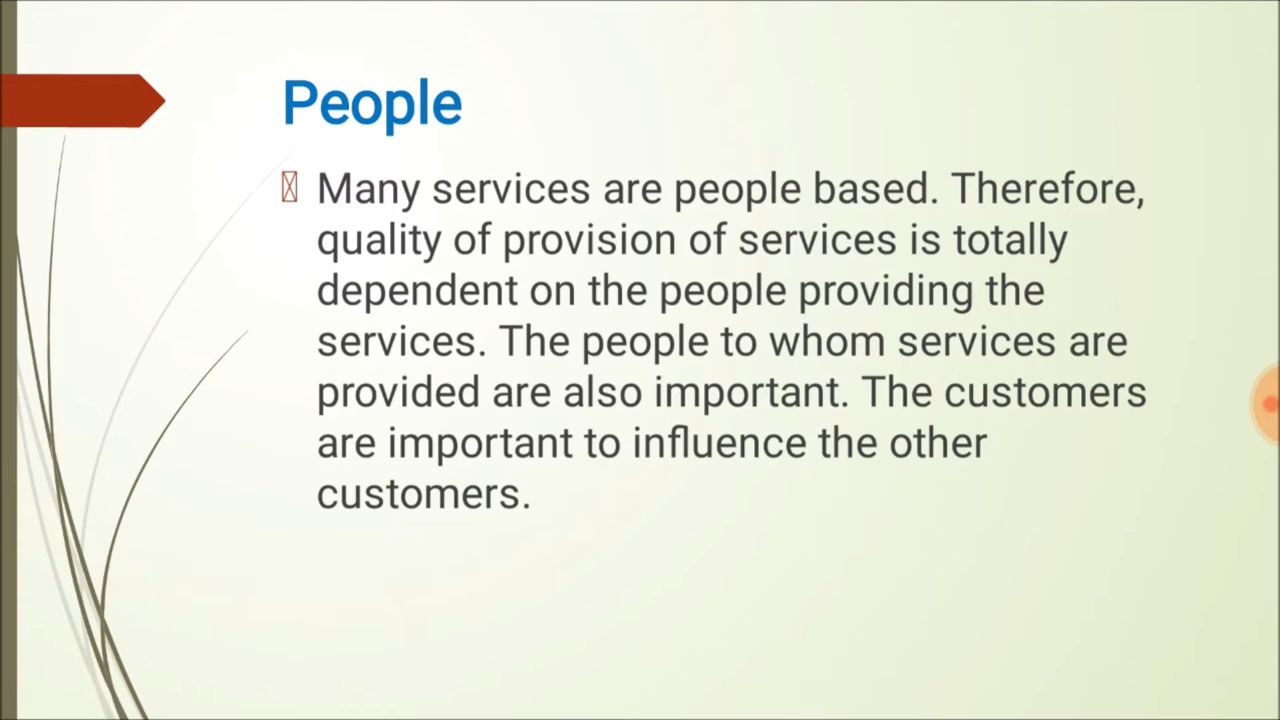 People
Many services are people based. Therefore,
quality of provision of services is totally
dependent on the people providing the
services. The people to whom services are
provided are also important. The customers
are important to influence the other
customers.